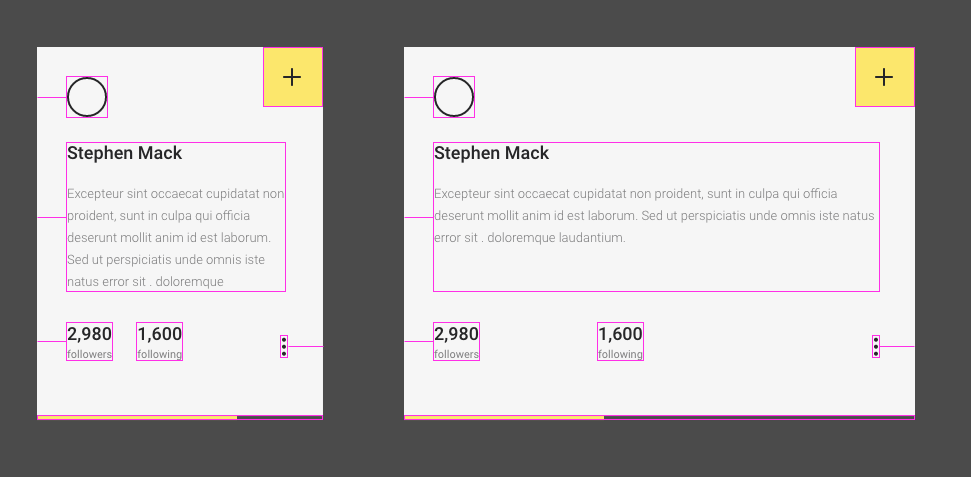 Stephen Mack
Excepteur sint occaecat cupidatat non
proident, sunt in culpa qui officia
deserunt mollit anim id est laborum.
Sed ut perspiciatis unde omnis iste
natus error sit . doloremque
2,980
followers
1,600
following
Stephen Mack
Excepteur sint occaecat cupidatat non proident, sunt in culpa qui officia
deserunt mollit anim id est laborum. Sed ut perspiciatis unde omnis iste natus
error sit . doloremque laudantium.
2,980
followers
1,600
following